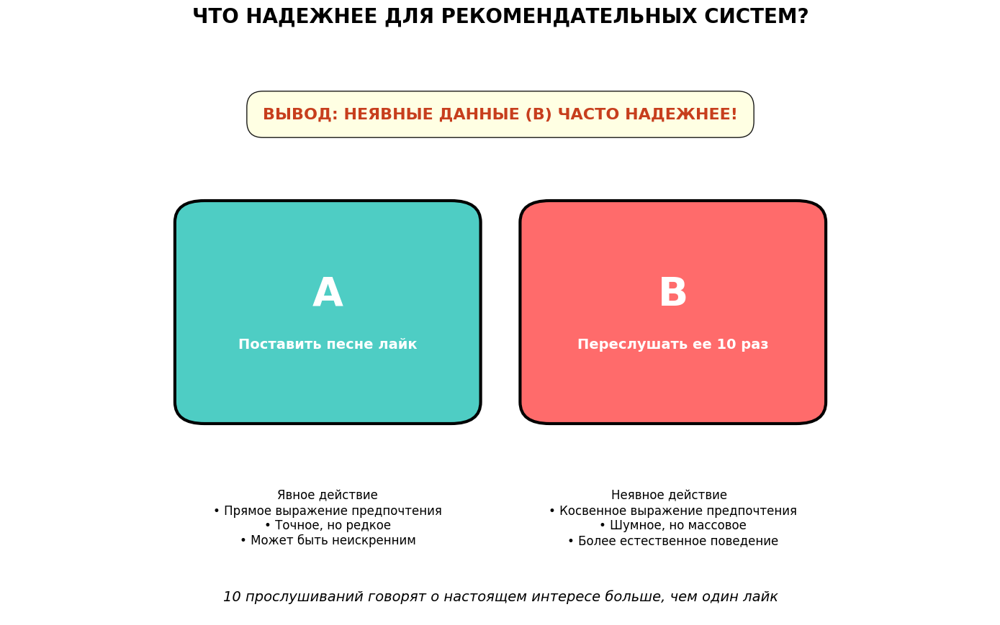 ЧТО НАДЕЖНЕЕ ДЛЯ РЕКОМЕНДАТЕЛЬНЫХ СИСТЕМ?
ВЫВОД: НЕЯВНЫЕ ДАННЫЕ (B) ЧАСТО НАДЕЖНЕЕ!
A
Поставить песне лайк
B
Переслушать ее 10 раз
Явное действие
• Прямое выражение предпочтения
• Точное, но редкое
• Может быть неискренним
Неявное действие
• Косвенное выражение предпочтения
• Шумное, но массовое
• Более естественное поведение
10 прослушиваний говорят о настоящем интересе больше, чем один лайк